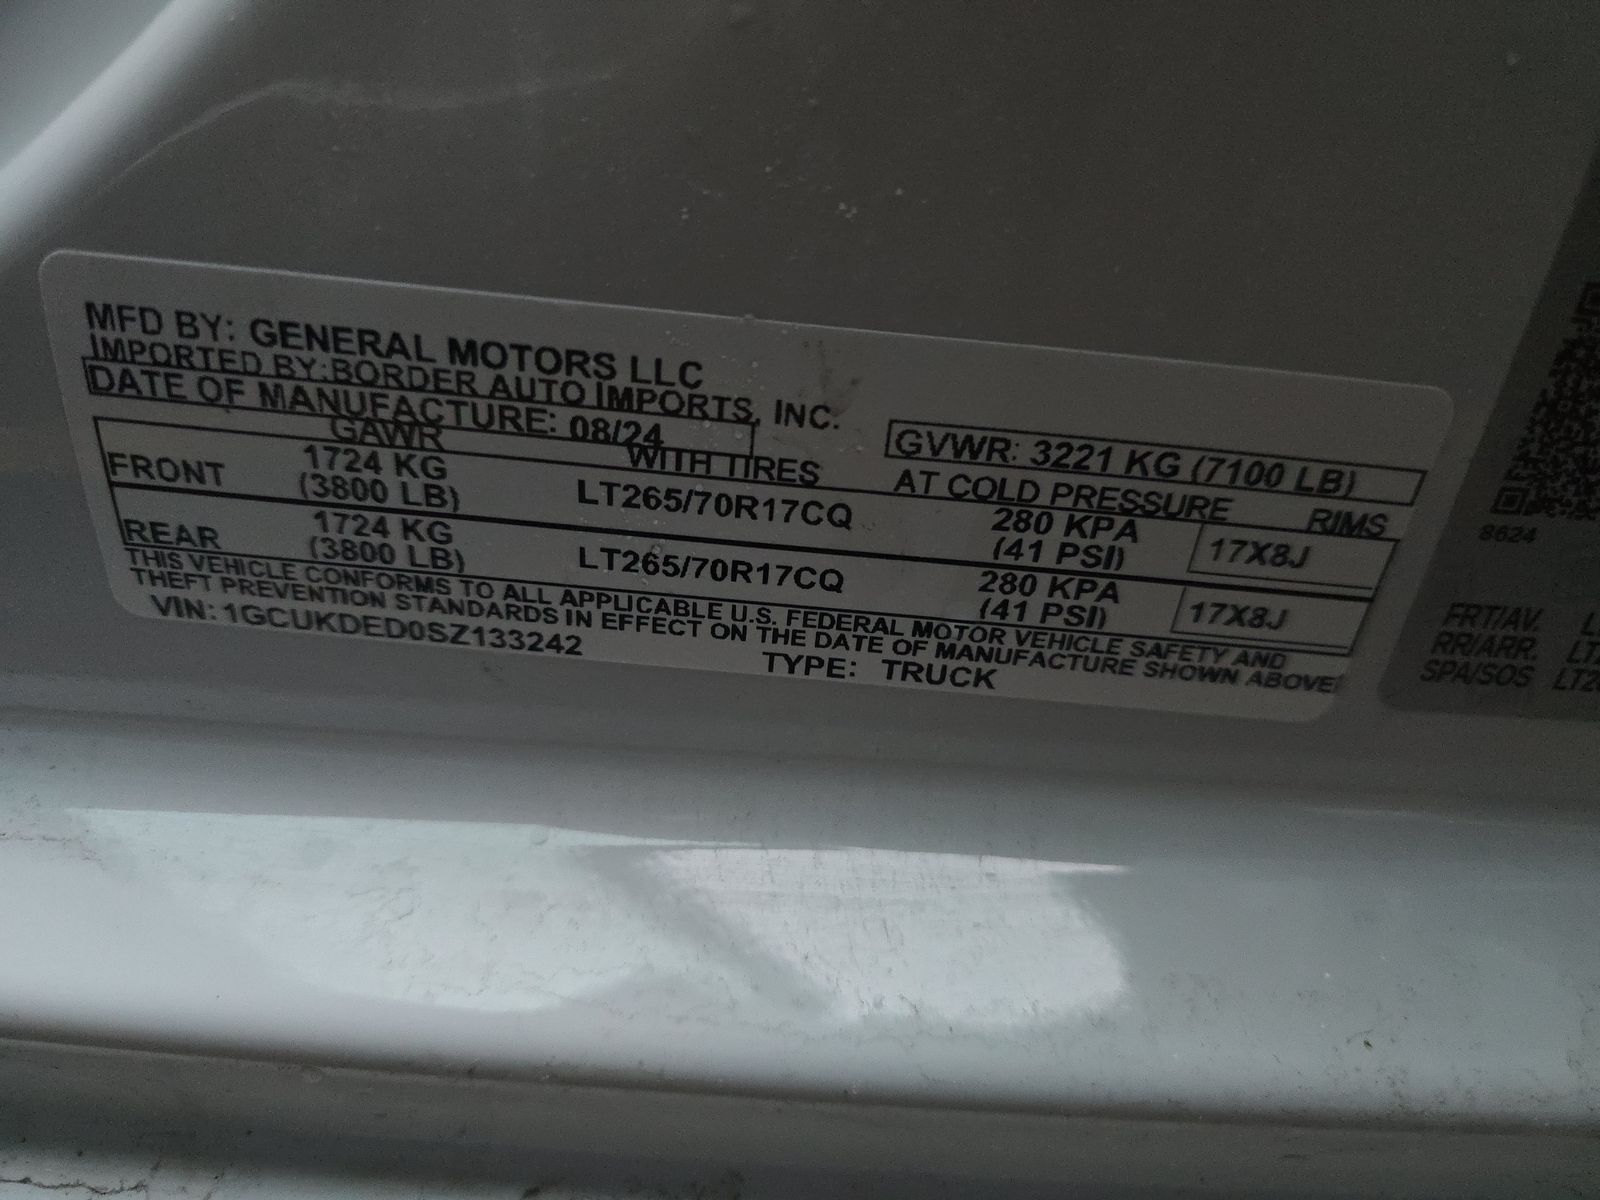 MFD BY: GENERAL MOTORS LLC
IMPORTED BY:BORDER AUTO IMPORTS, INC.
DATE OF MANUFACTURE: 08/24
GVWR: 3221 KG (7100 LB)
GAWR WITH TIRES AT COLD PRESSURE RIMS
FRONT 1724 KG (3800 LB) LT265/70R17CQ 280 KPA (41 PSI) 17X8J
REAR 1724 KG (3800 LB) LT265/70R17CQ 280 KPA (41 PSI) 17X8J
THIS VEHICLE CONFORMS TO ALL APPLICABLE U.S. FEDERAL MOTOR VEHICLE SAFETY AND
THEFT PREVENTION STANDARDS IN EFFECT ON THE DATE OF MANUFACTURE SHOWN ABOVE.
VIN: 1GCUKDED0SZ133242
TYPE: TRUCK
8624
FRT/AV.
RR/ARR.
SPA/SOS